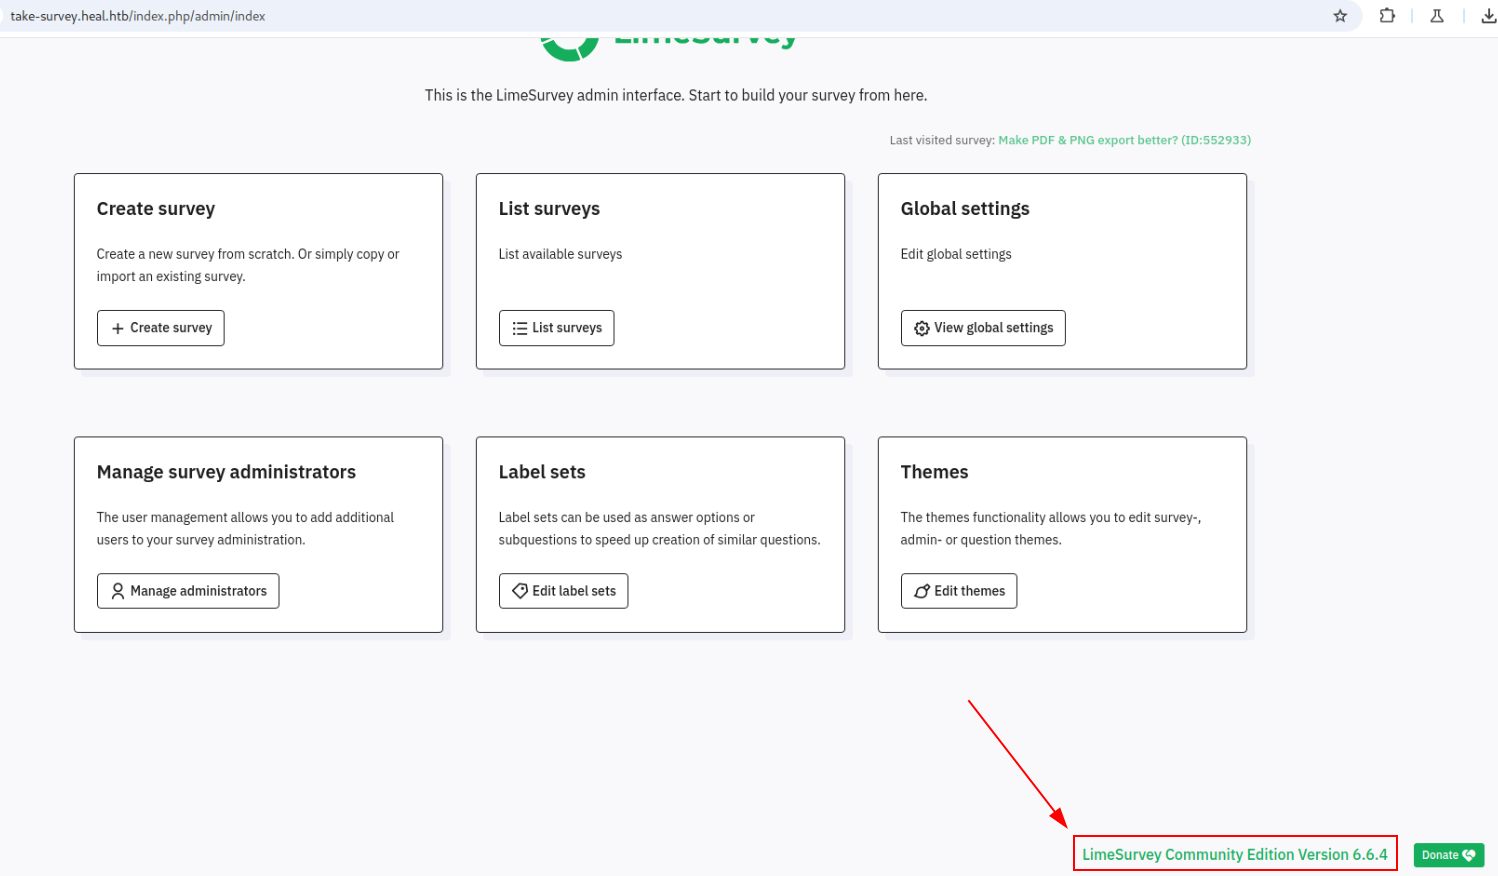 take-survey.heal.htb/index.php/admin/index
LimeSurvey
This is the LimeSurvey admin interface. Start to build your survey from here.
Last visited survey: Make PDF & PNG export better? (ID:552933)
Create survey
Create a new survey from scratch. Or simply copy or
import an existing survey.
Create survey
List surveys
List available surveys
List surveys
Global settings
Edit global settings
View global settings
Manage survey administrators
The user management allows you to add additional
users to your survey administration.
Manage administrators
Label sets
Label sets can be used as answer options or
subquestions to speed up creation of similar questions.
Edit label sets
Themes
The themes functionality allows you to edit survey-,
admin- or question themes.
Edit themes
LimeSurvey Community Edition Version 6.6.4
Donate